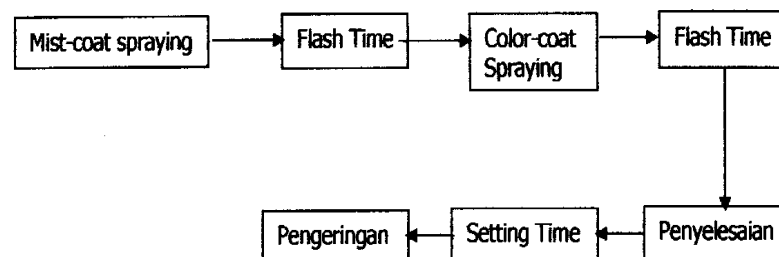 Mist-coat spraying
Flash Time
Color-coat
Spraying
Flash Time
Penyelesaian
Setting Time
Pengeringan